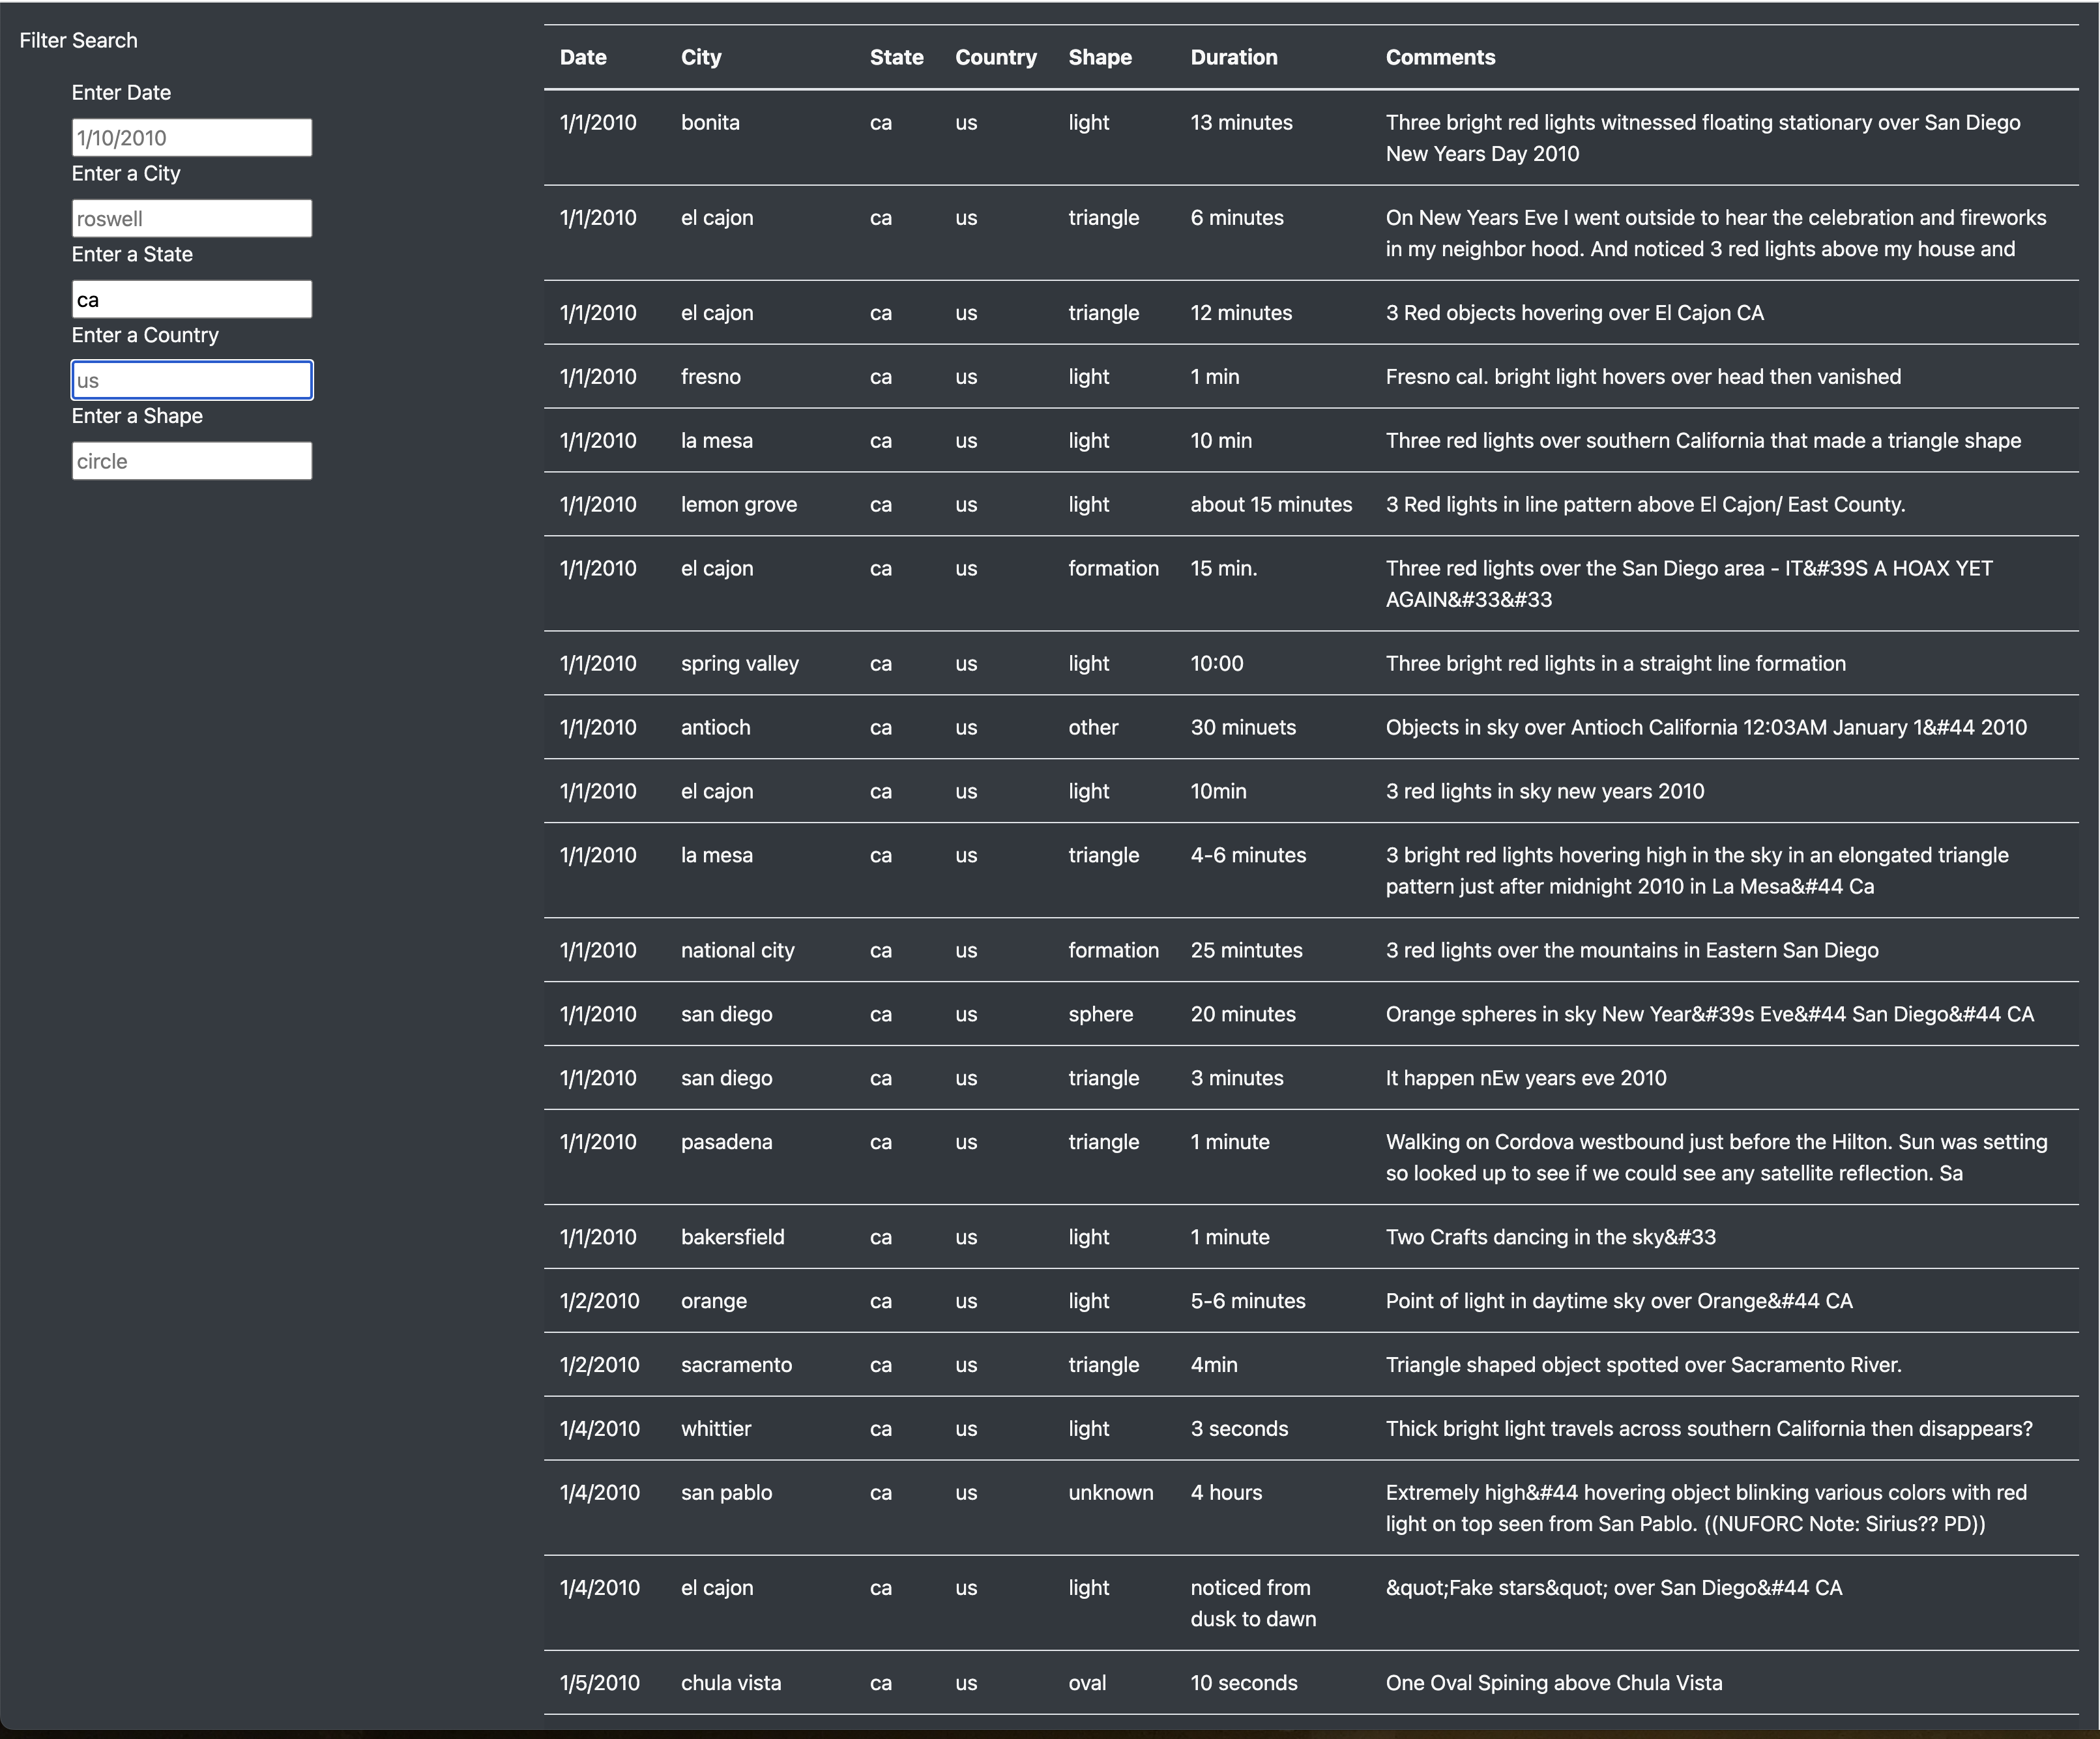 Filter Search
Enter Date
1/10/2010
Enter a City
roswell
Enter a State
ca
Enter a Country
us
Enter a Shape
circle
Date City State Country Shape Duration Comments
1/1/2010 bonita ca us light 13 minutes Three bright red lights witnessed floating stationary over San Diego
New Years Day 2010
1/1/2010 el cajon ca us triangle 6 minutes On New Years Eve I went outside to hear the celebration and fireworks
in my neighbor hood. And noticed 3 red lights above my house and
1/1/2010 el cajon ca us triangle 12 minutes 3 Red objects hovering over El Cajon CA
1/1/2010 fresno ca us light 1 min Fresno cal. bright light hovers over head then vanished
1/1/2010 la mesa ca us light 10 min Three red lights over southern California that made a triangle shape
1/1/2010 lemon grove ca us light about 15 minutes 3 Red lights in line pattern above El Cajon/ East County.
1/1/2010 el cajon ca us formation 15 min. Three red lights over the San Diego area - IT&#39S A HOAX YET
AGAIN&#33&#33
1/1/2010 spring valley ca us light 10:00 Three bright red lights in a straight line formation
1/1/2010 antioch ca us other 30 minuets Objects in sky over Antioch California 12:03AM January 1&#44 2010
1/1/2010 el cajon ca us light 10min 3 red lights in sky new years 2010
1/1/2010 la mesa ca us triangle 4-6 minutes 3 bright red lights hovering high in the sky in an elongated triangle
pattern just after midnight 2010 in La Mesa&#44 Ca
1/1/2010 national city ca us formation 25 mintutes 3 red lights over the mountains in Eastern San Diego
1/1/2010 san diego ca us sphere 20 minutes Orange spheres in sky New Year&#39s Eve&#44 San Diego&#44 CA
1/1/2010 san diego ca us triangle 3 minutes It happen nEw years eve 2010
1/1/2010 pasadena ca us triangle 1 minute Walking on Cordova westbound just before the Hilton. Sun was setting
so looked up to see if we could see any satellite reflection. Sa
1/1/2010 bakersfield ca us light 1 minute Two Crafts dancing in the sky&#33
1/2/2010 orange ca us light 5-6 minutes Point of light in daytime sky over Orange&#44 CA
1/2/2010 sacramento ca us triangle 4min Triangle shaped object spotted over Sacramento River.
1/4/2010 whittier ca us light 3 seconds Thick bright light travels across southern California then disappears?
1/4/2010 san pablo ca us unknown 4 hours Extremely high&#44 hovering object blinking various colors with red
light on top seen from San Pablo. ((NUFORC Note: Sirius?? PD))
1/4/2010 el cajon ca us light noticed from &quot;Fake stars&quot; over San Diego&#44 CA
dusk to dawn
1/5/2010 chula vista ca us oval 10 seconds One Oval Spining above Chula Vista